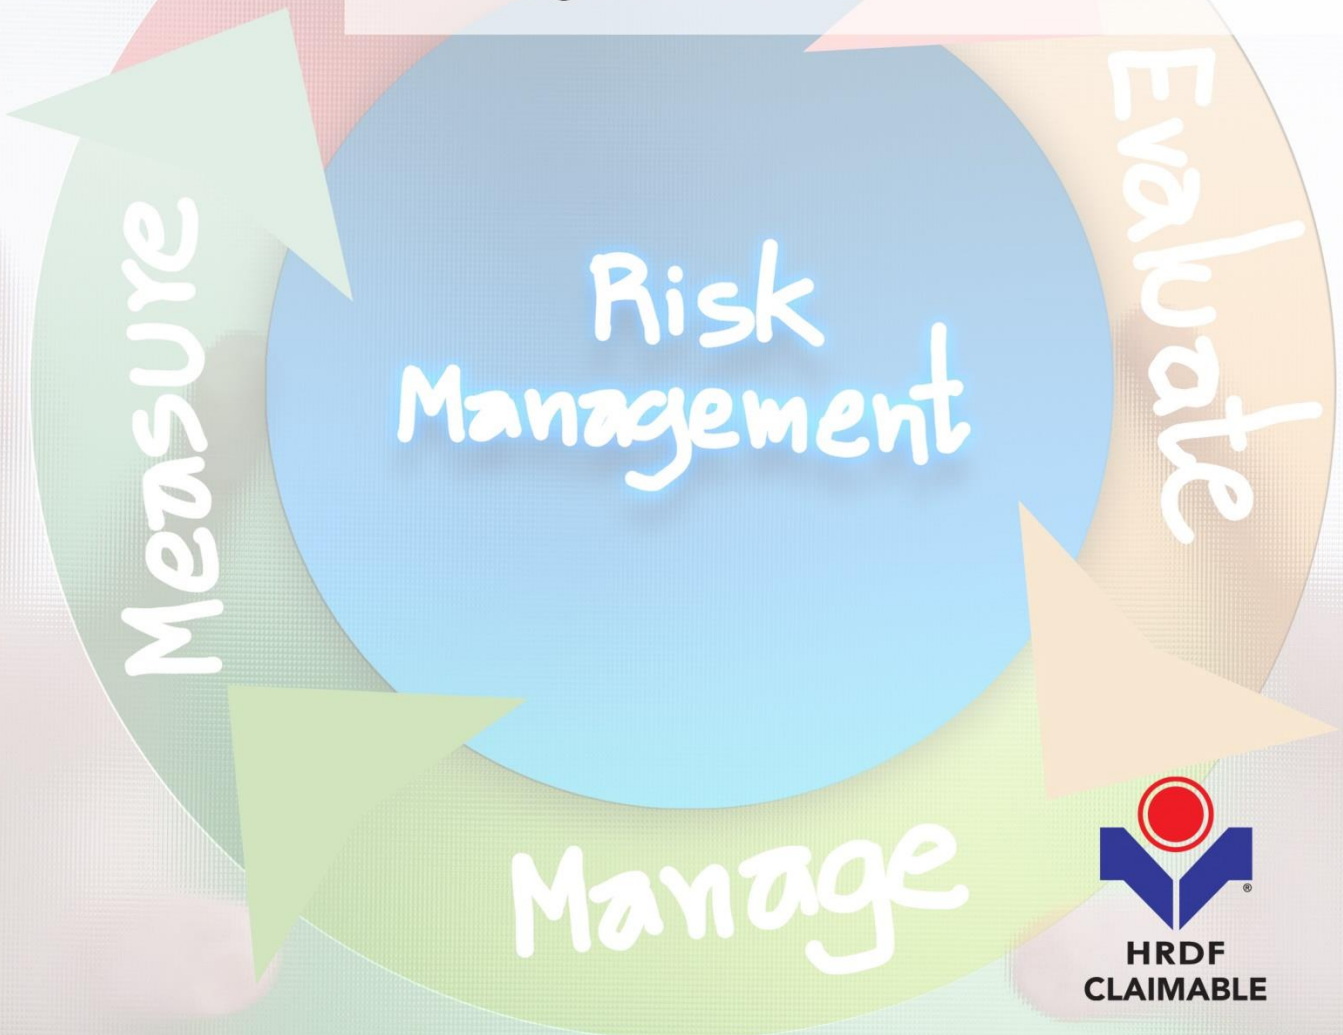 Evaluate
Measure
Risk
Management
Manage
®
HRDF
CLAIMABLE